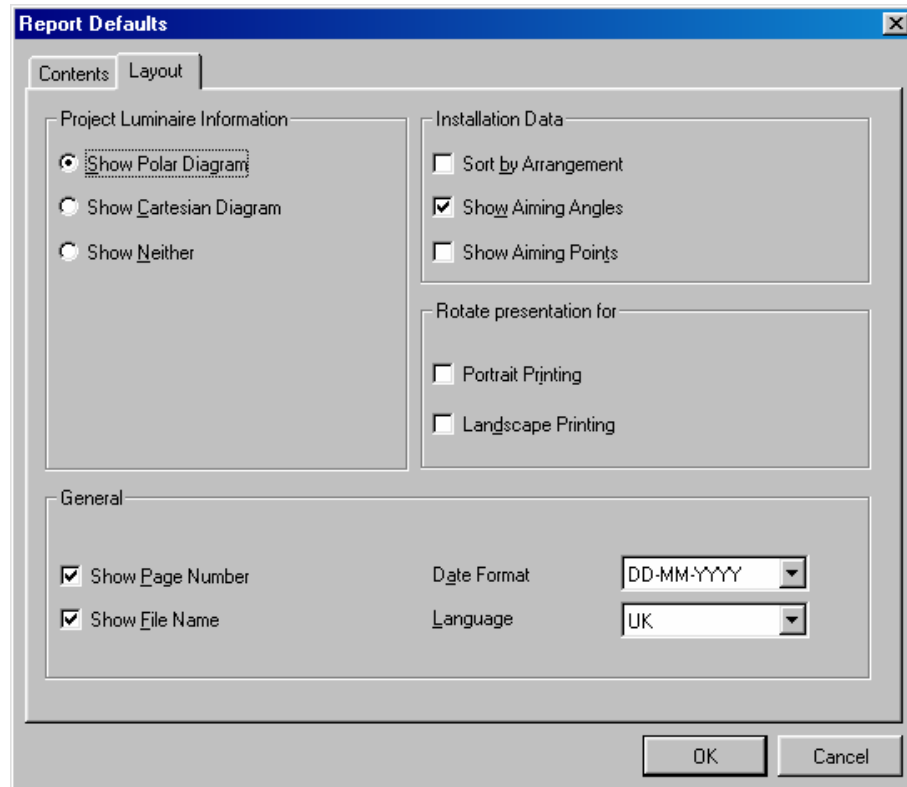 Report Defaults
Contents
Layout
Project Luminaire Information
Show Polar Diagram
Show Cartesian Diagram
Show Neither
Installation Data
Sort by Arrangement
Show Aiming Angles
Show Aiming Points
Rotate presentation for
Portrait Printing
Landscape Printing
General
Show Page Number
Show File Name
Date Format
DD-MM-YYYY
Language
UK
OK
Cancel